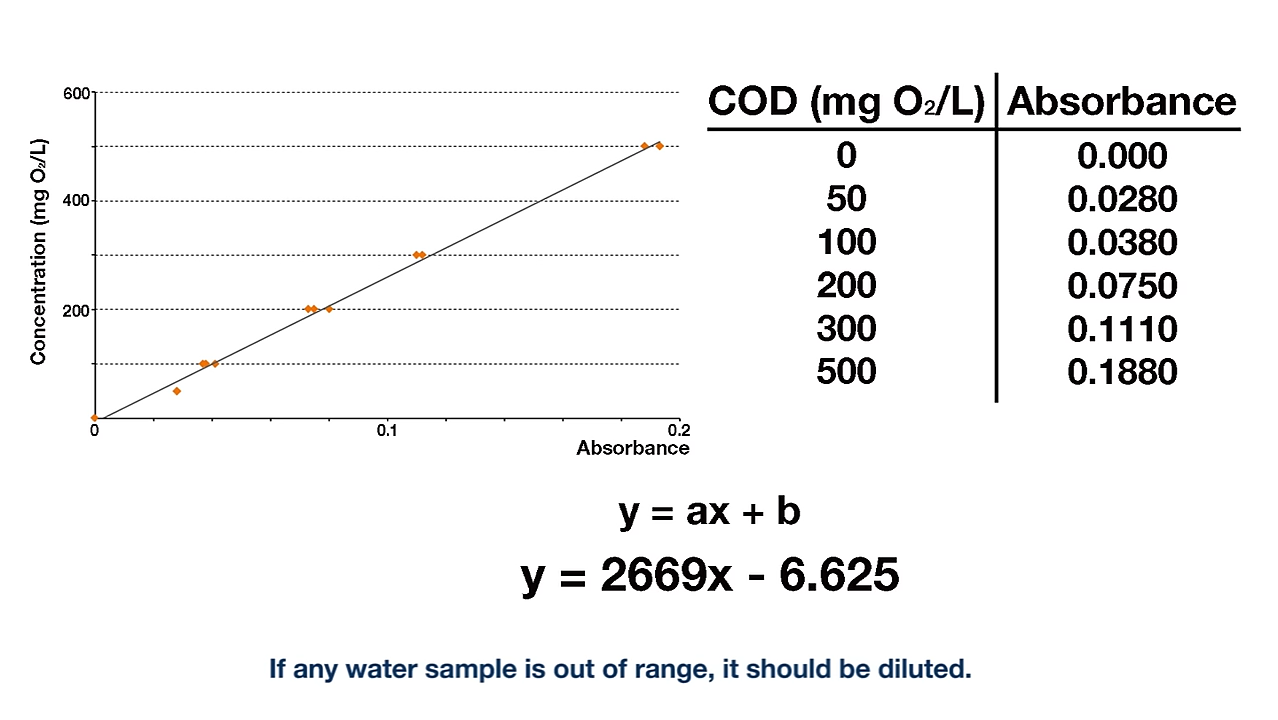 600
400
200
0
0.1
0.2
Concentration (mg O₂/L)
Absorbance
COD (mg O₂/L) Absorbance
0 0.000
50 0.0280
100 0.0380
200 0.0750
300 0.1110
500 0.1880
y = ax + b
y = 2669x - 6.625
If any water sample is out of range, it should be diluted.